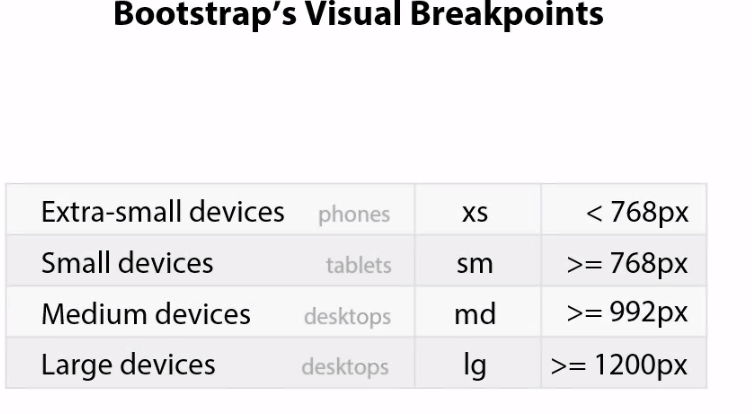 Bootstrap's Visual Breakpoints
Extra-small devices phones xs < 768px
Small devices tablets sm >= 768px
Medium devices desktops md >= 992px
Large devices desktops lg >= 1200px